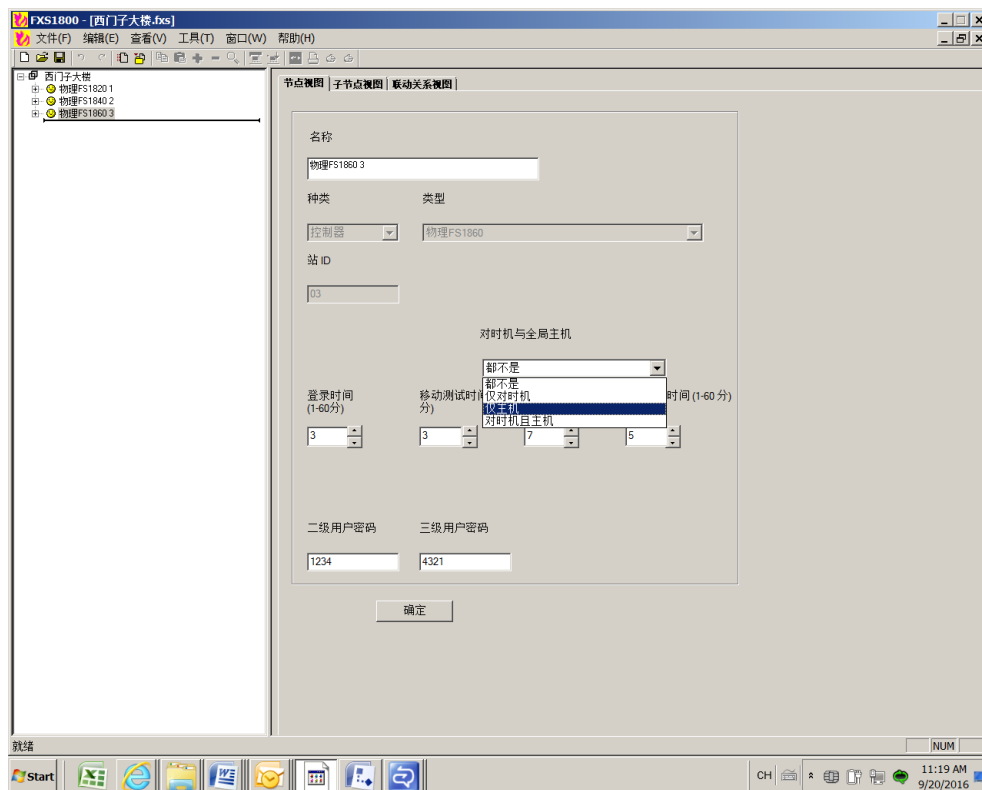 FXS1800 - [西门子大楼.fxs]
文件(F) 编辑(E) 查看(V) 工具(T) 窗口(W) 帮助(H)
西门子大楼
物理FS1820 1
物理FS1840 2
物理FS1860 3
节点视图 子节点视图 联动关系视图
名称
物理FS1860 3
种类 类型
控制器 物理FS1860
站 ID
03
对时机与全局主机
都不是
都不是
仅对时机
仅主机
对时机且主机
登录时间 移动测试时 时间 (1-60 分)
(1-60分) 分)
3 3 7 5
二级用户密码 三级用户密码
1234 4321
确定
就绪 NUM
Start CH 11:19 AM
9/20/2016